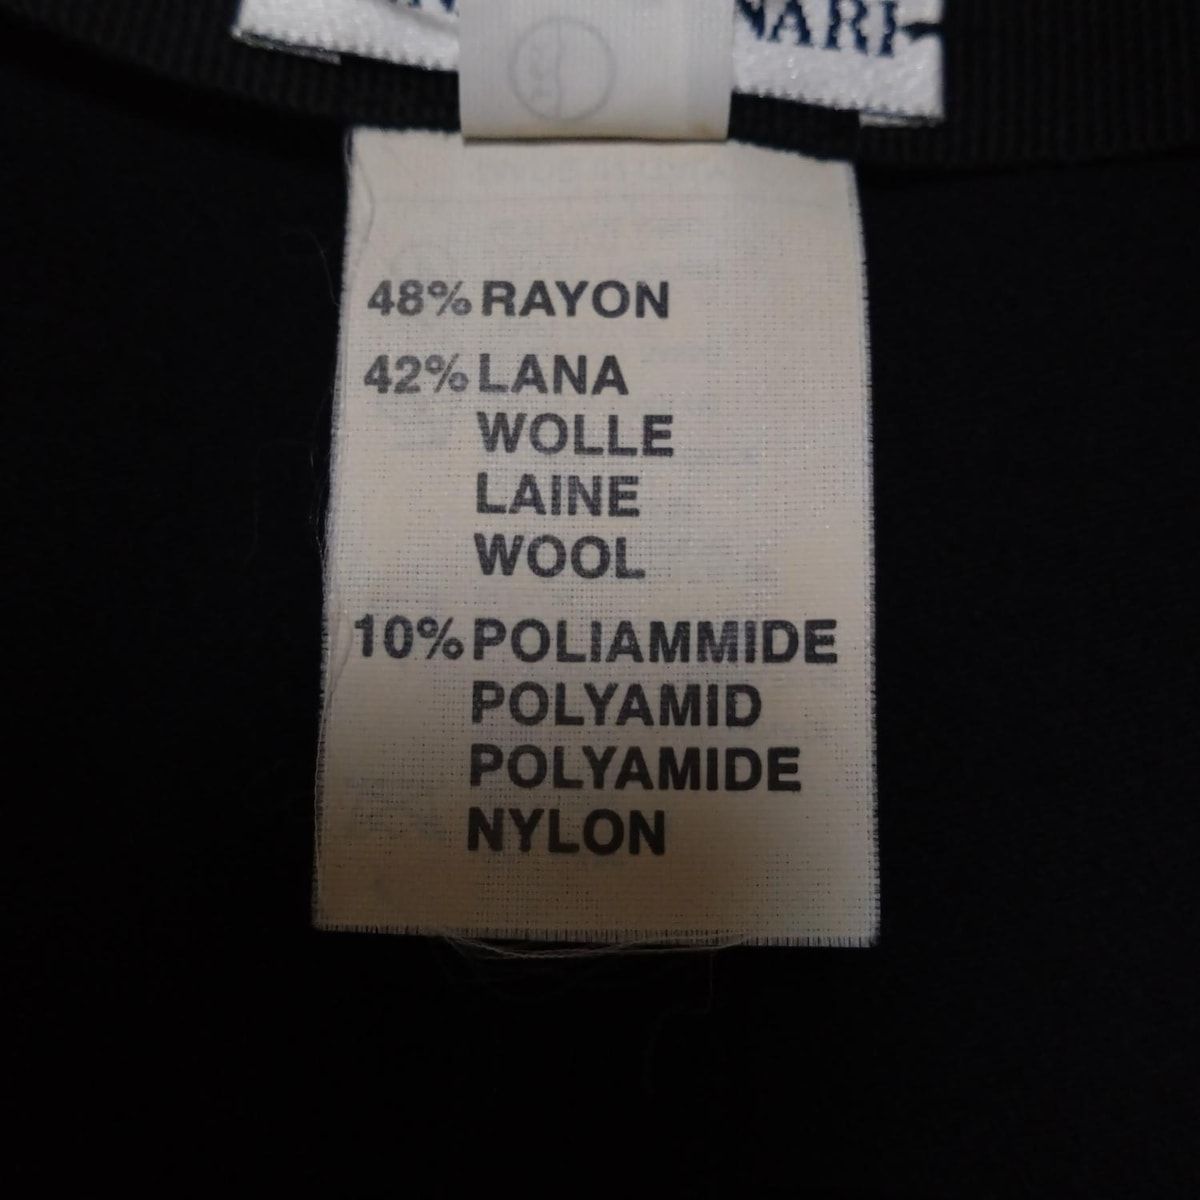 NARI
48% RAYON
42% LANA
WOLLE
LAINE
WOOL
10% POLIAMMIDE
POLYAMID
POLYAMIDE
NYLON